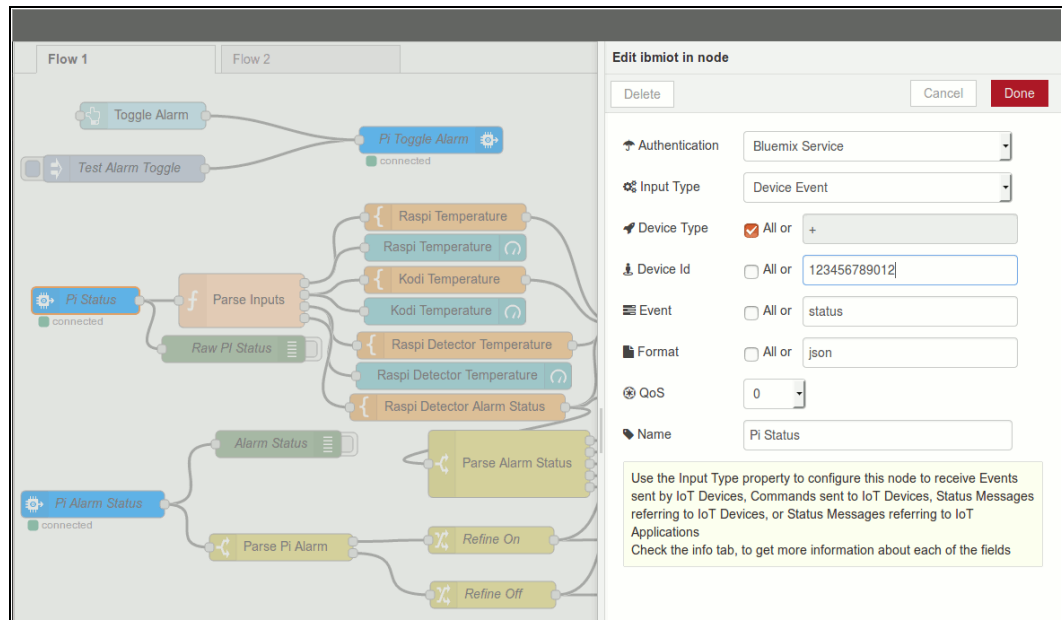 Flow 1
Flow 2
Toggle Alarm
Pi Toggle Alarm
connected
Test Alarm Toggle
Raspi Temperature
Raspi Temperature
Kodi Temperature
Pi Status
connected
Parse Inputs
Kodi Temperature
Raw PI Status
Raspi Detector Temperature
Raspi Detector Temperature
Raspi Detector Alarm Status
Alarm Status
Parse Alarm Status
Pi Alarm Status
connected
Parse Pi Alarm
Refine On
Refine Off
Edit ibmiot in node
Delete
Cancel
Done
Authentication
Bluemix Service
Input Type
Device Event
Device Type
All or
+
Device Id
All or
123456789012
Event
All or
status
Format
All or
json
QoS
0
Name
Pi Status
Use the Input Type property to configure this node to receive Events
sent by IoT Devices, Commands sent to IoT Devices, Status Messages
referring to IoT Devices, or Status Messages referring to IoT
Applications
Check the info tab, to get more information about each of the fields